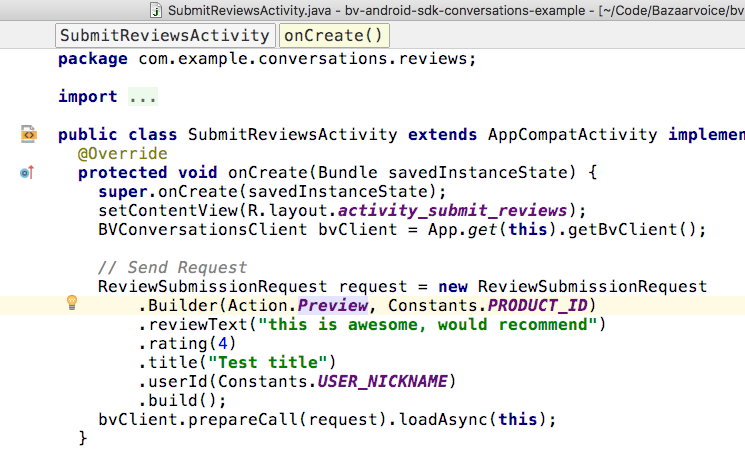 SubmitReviewsActivity.java - bv-android-sdk-conversations-example - [~/Code/Bazaarvoice/bv
SubmitReviewsActivity onCreate()
package com.example.conversations.reviews;
import ...
public class SubmitReviewsActivity extends AppCompatActivity implemen
@Override
protected void onCreate(Bundle savedInstanceState) {
super.onCreate(savedInstanceState);
setContentView(R.layout.activity_submit_reviews);
BVConversationsClient bvClient = App.get(this).getBvClient();
// Send Request
ReviewSubmissionRequest request = new ReviewSubmissionRequest
.Builder(Action.Preview, Constants.PRODUCT_ID)
.reviewText("this is awesome, would recommend")
.rating(4)
.title("Test title")
.userId(Constants.USER_NICKNAME)
.build();
bvClient.prepareCall(request).loadAsync(this);
}